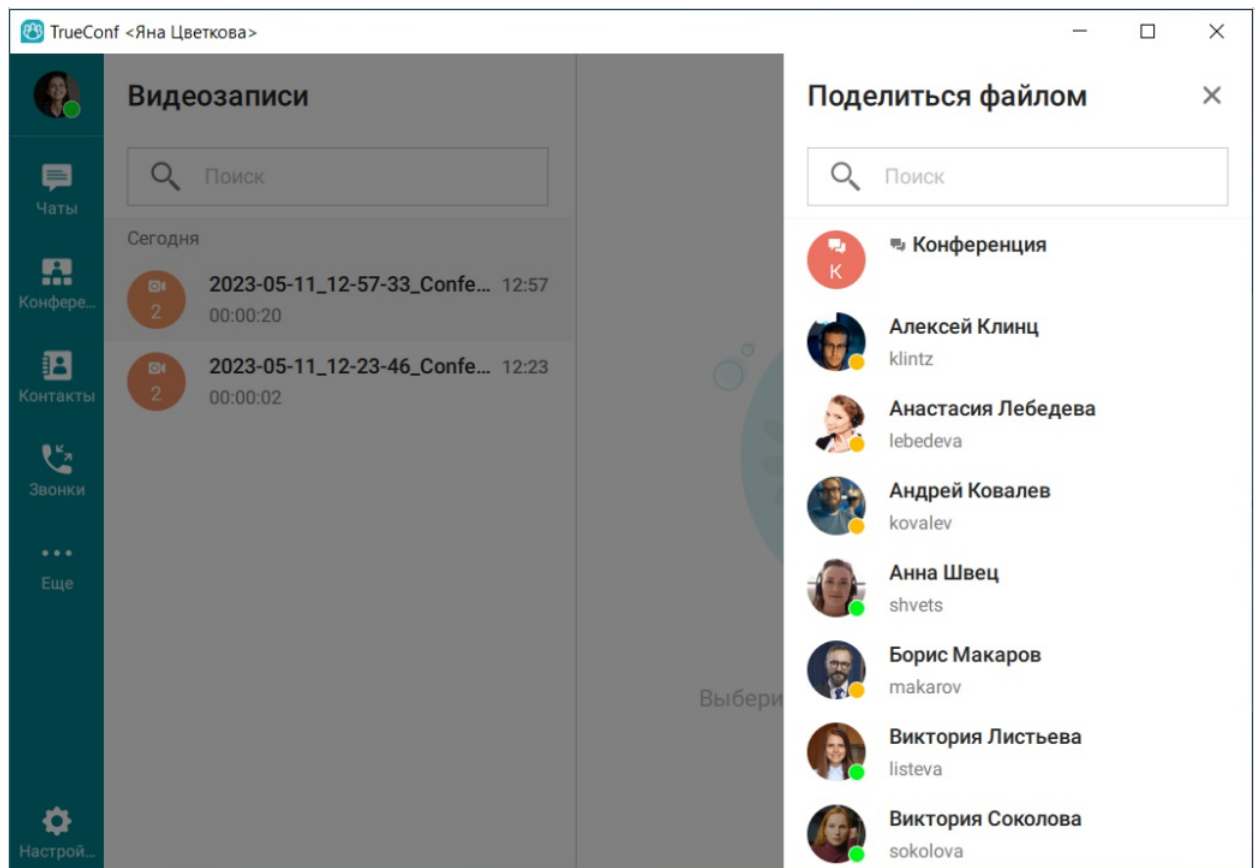 TrueConf <Яна Цветкова>
Чаты
Конфере...
Контакты
Звонки
Еще
Настрой...
Видеозаписи
Поиск
Сегодня
2
2023-05-11_12-57-33_Confe... 12:57
00:00:20
2
2023-05-11_12-23-46_Confe... 12:23
00:00:02
Выбери
Поделиться файлом
Поиск
К
Конференция
Алексей Клинц
klintz
Анастасия Лебедева
lebedeva
Андрей Ковалев
kovalev
Анна Швец
shvets
Борис Макаров
makarov
Виктория Листьева
listeva
Виктория Соколова
sokolova